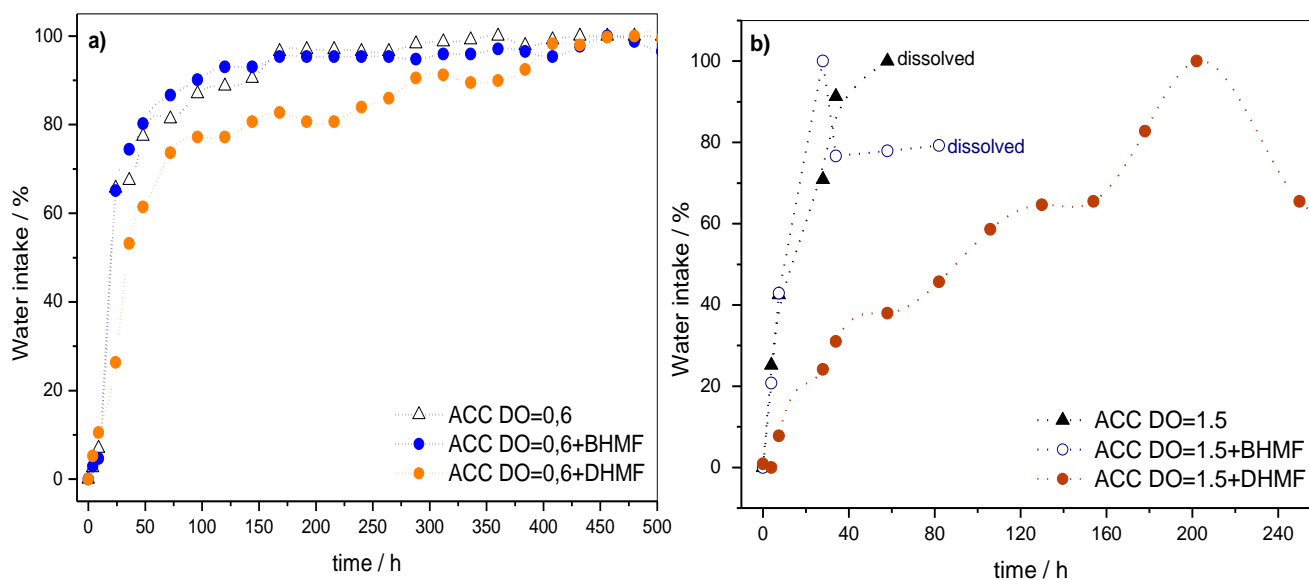 a)
Water intake / %
100
80
60
40
20
0
ACC DO=0,6
ACC DO=0,6+BHMF
ACC DO=0,6+DHMF
0 50 100 150 200 250 300 350 400 450 500
time / h
b)
Water intake / %
100
80
60
40
20
0
dissolved
dissolved
ACC DO=1.5
ACC DO=1.5+BHMF
ACC DO=1.5+DHMF
0 40 80 120 160 200 240
time / h